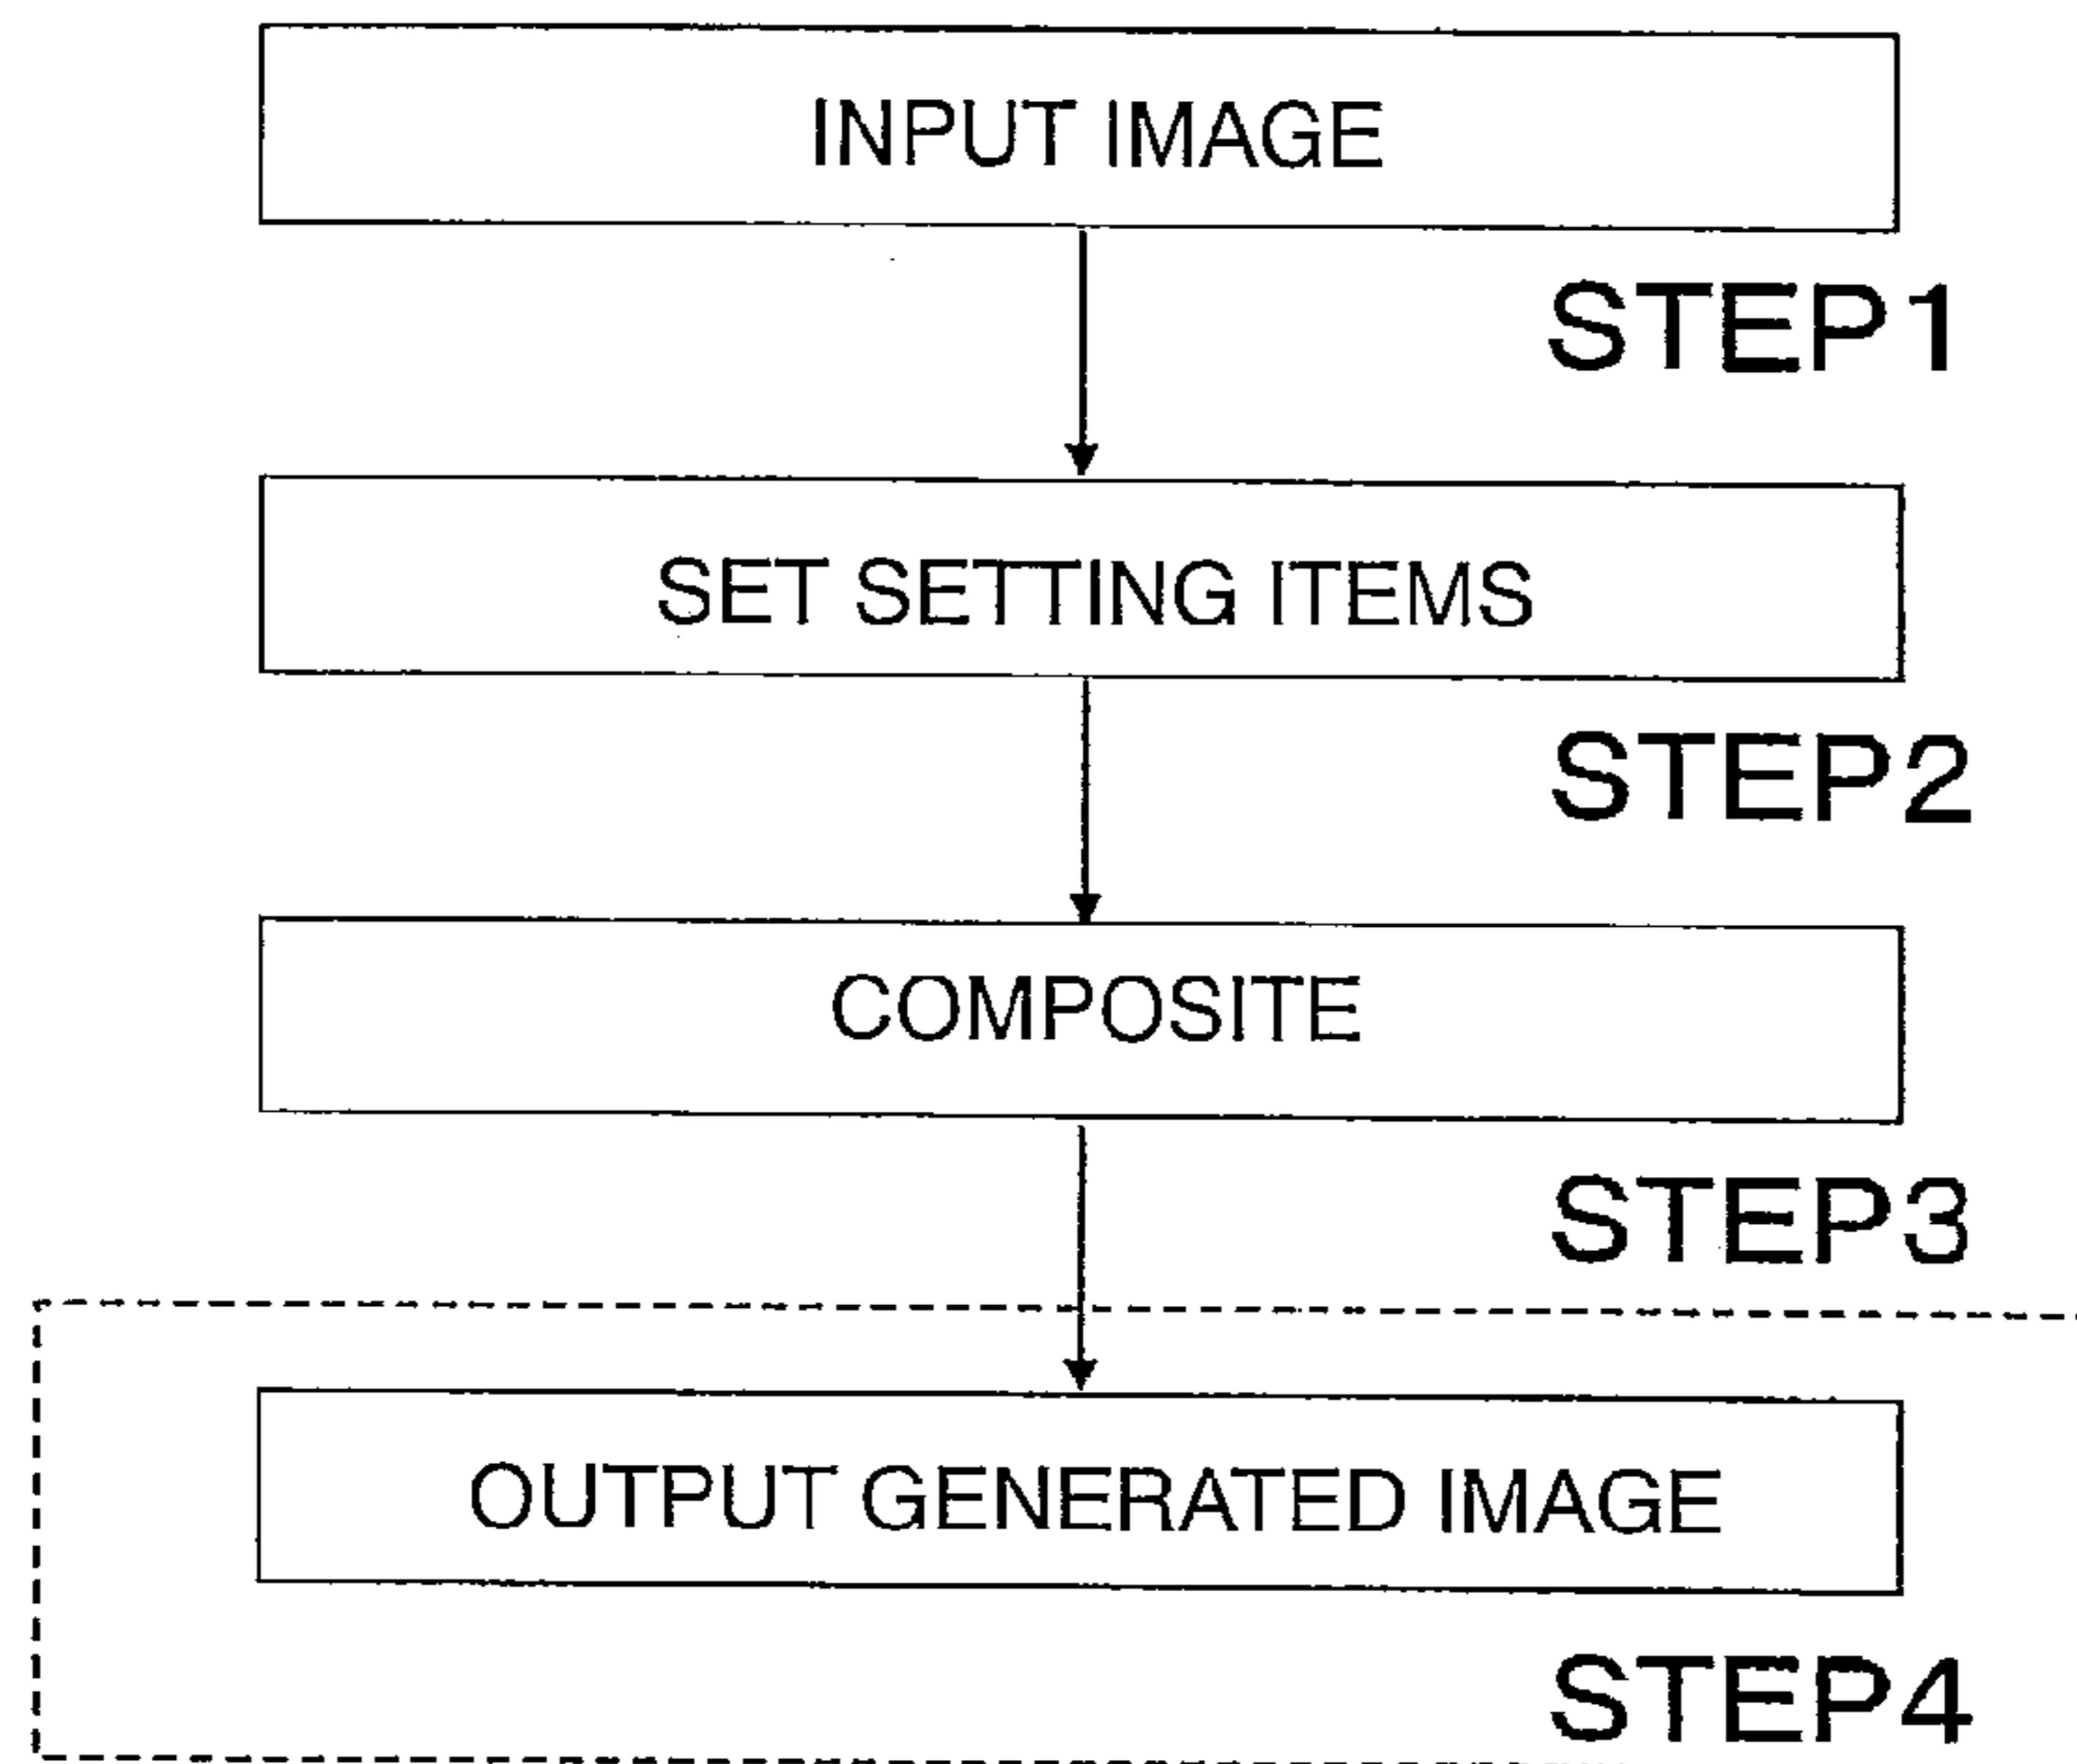 INPUT IMAGE
STEP1
SET SETTING ITEMS
STEP2
COMPOSITE
STEP3
OUTPUT GENERATED IMAGE
STEP4